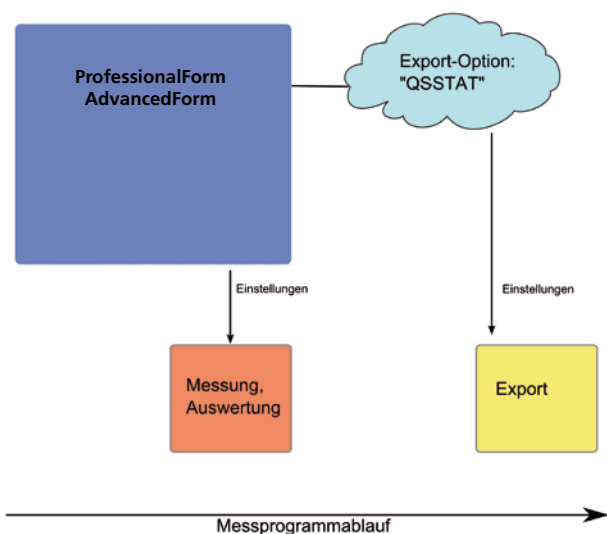 ProfessionalForm
AdvancedForm
Export-Option:
"QSSTAT"
Einstellungen
Einstellungen
Messung,
Auswertung
Export
Messprogrammablauf